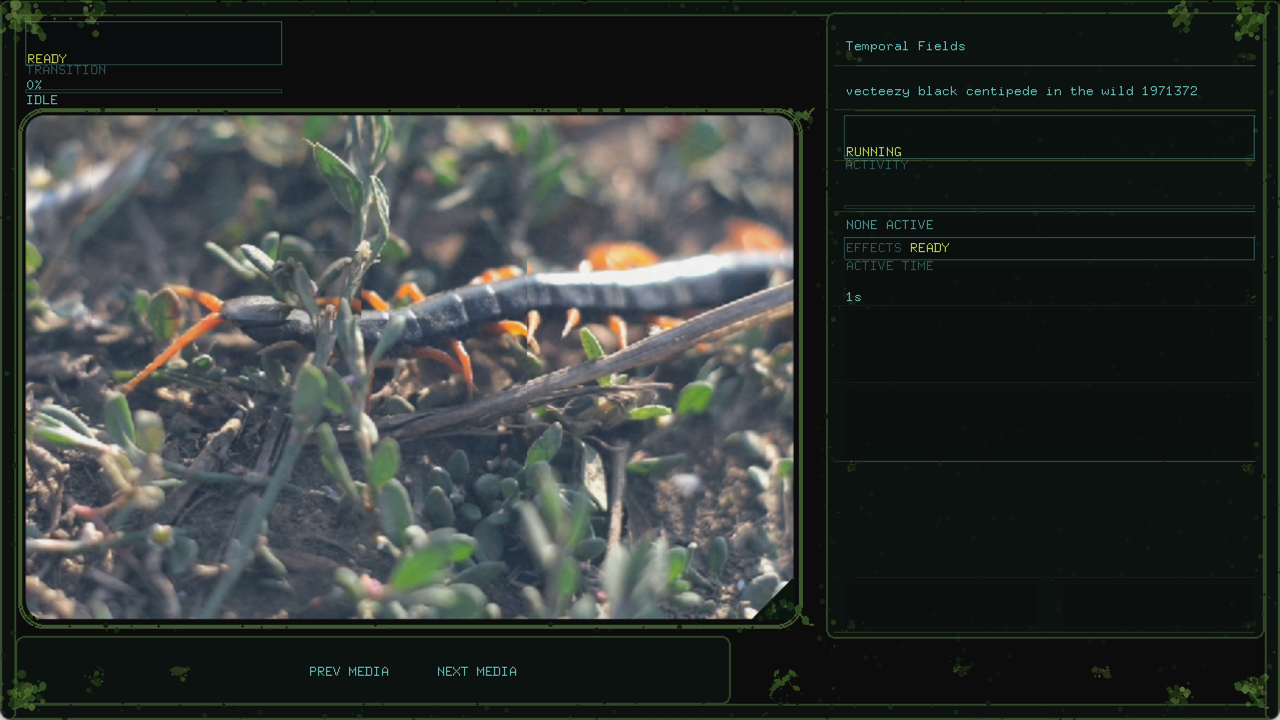 READY
TRANSITION
0%
IDLE
Temporal Fields
vecteezy black centipede in the wild 1971372
RUNNING
ACTIVITY
NONE ACTIVE
EFFECTS READY
ACTIVE TIME
1s
PREV MEDIA
NEXT MEDIA